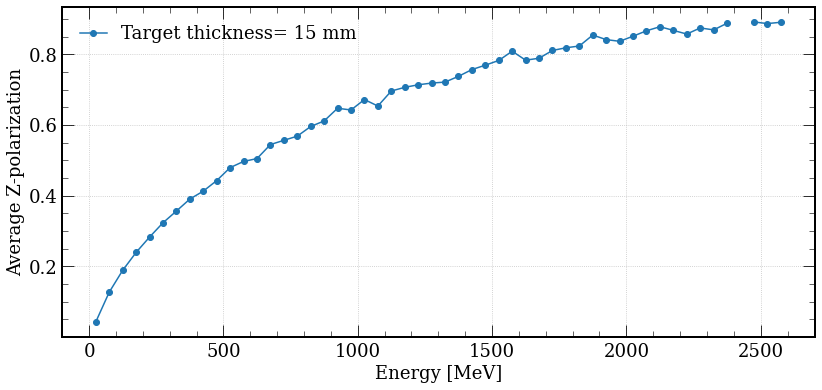 Target thickness= 15 mm
Average Z-polarization
0.8
0.6
0.4
0.2
0 500 1000 1500 2000 2500
Energy [MeV]